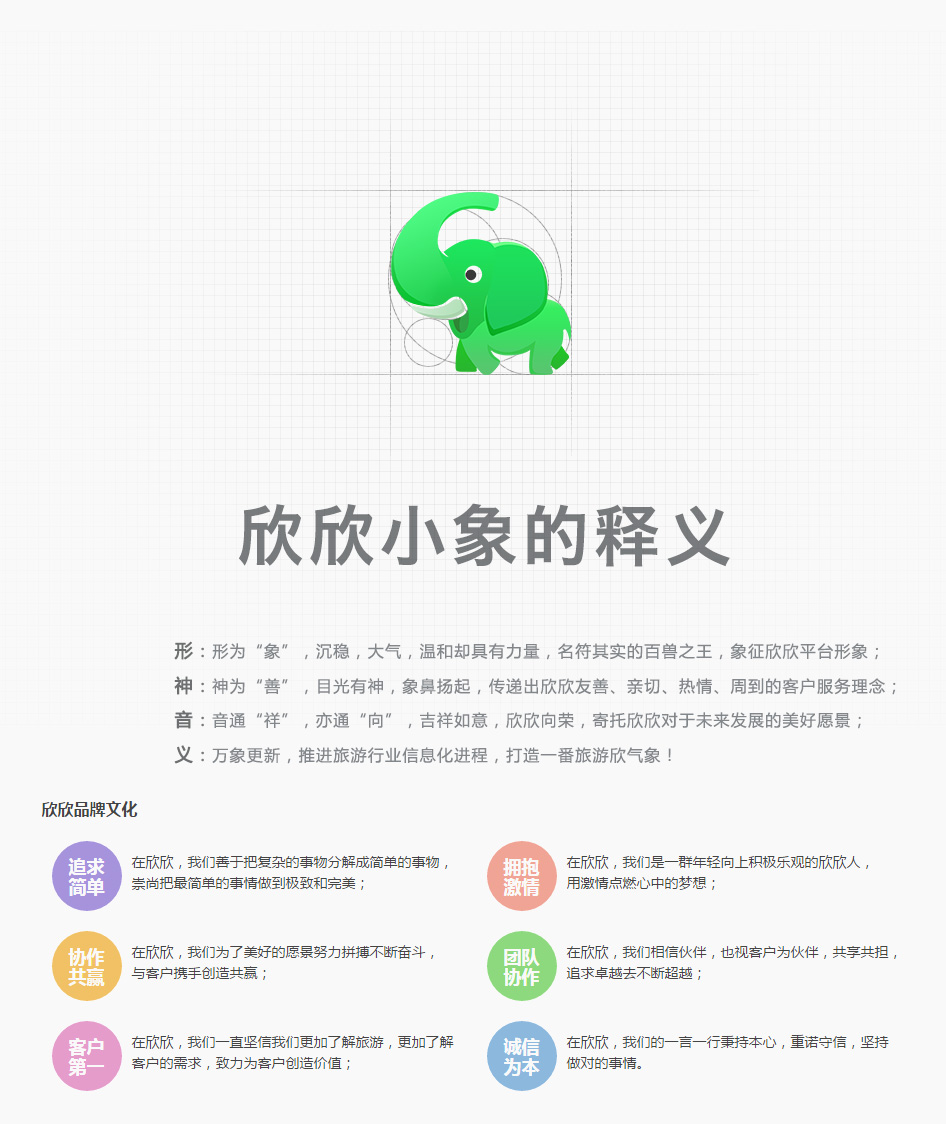 欣欣小象的释义
形：形为“象”，沉稳，大气，温和却具有力量，名符其实的百兽之王，象征欣欣平台形象；
神：神为“善”，目光有神，象鼻扬起，传递出欣欣友善、亲切、热情、周到的客户服务理念；
音：音通“祥”，亦通“向”，吉祥如意，欣欣向荣，寄托欣欣对于未来发展的美好愿景；
义：万象更新，推进旅游行业信息化进程，打造一番旅游欣气象！
欣欣品牌文化
追求
简单
在欣欣，我们善于把复杂的事物分解成简单的事物，
崇尚把最简单的事情做到极致和完美；
拥抱
激情
在欣欣，我们是一群年轻向上积极乐观的欣欣人，
用激情点燃心中的梦想；
协作
共赢
在欣欣，我们为了美好的愿景努力拼搏不断奋斗，
与客户携手创造共赢；
团队
协作
在欣欣，我们相信伙伴，也视客户为伙伴，共享共担，
追求卓越去不断超越；
客户
第一
在欣欣，我们一直坚信我们更加了解旅游，更加了解
客户的需求，致力为客户创造价值；
诚信
为本
在欣欣，我们的一言一行秉持本心，重诺守信，坚持
做对的事情。